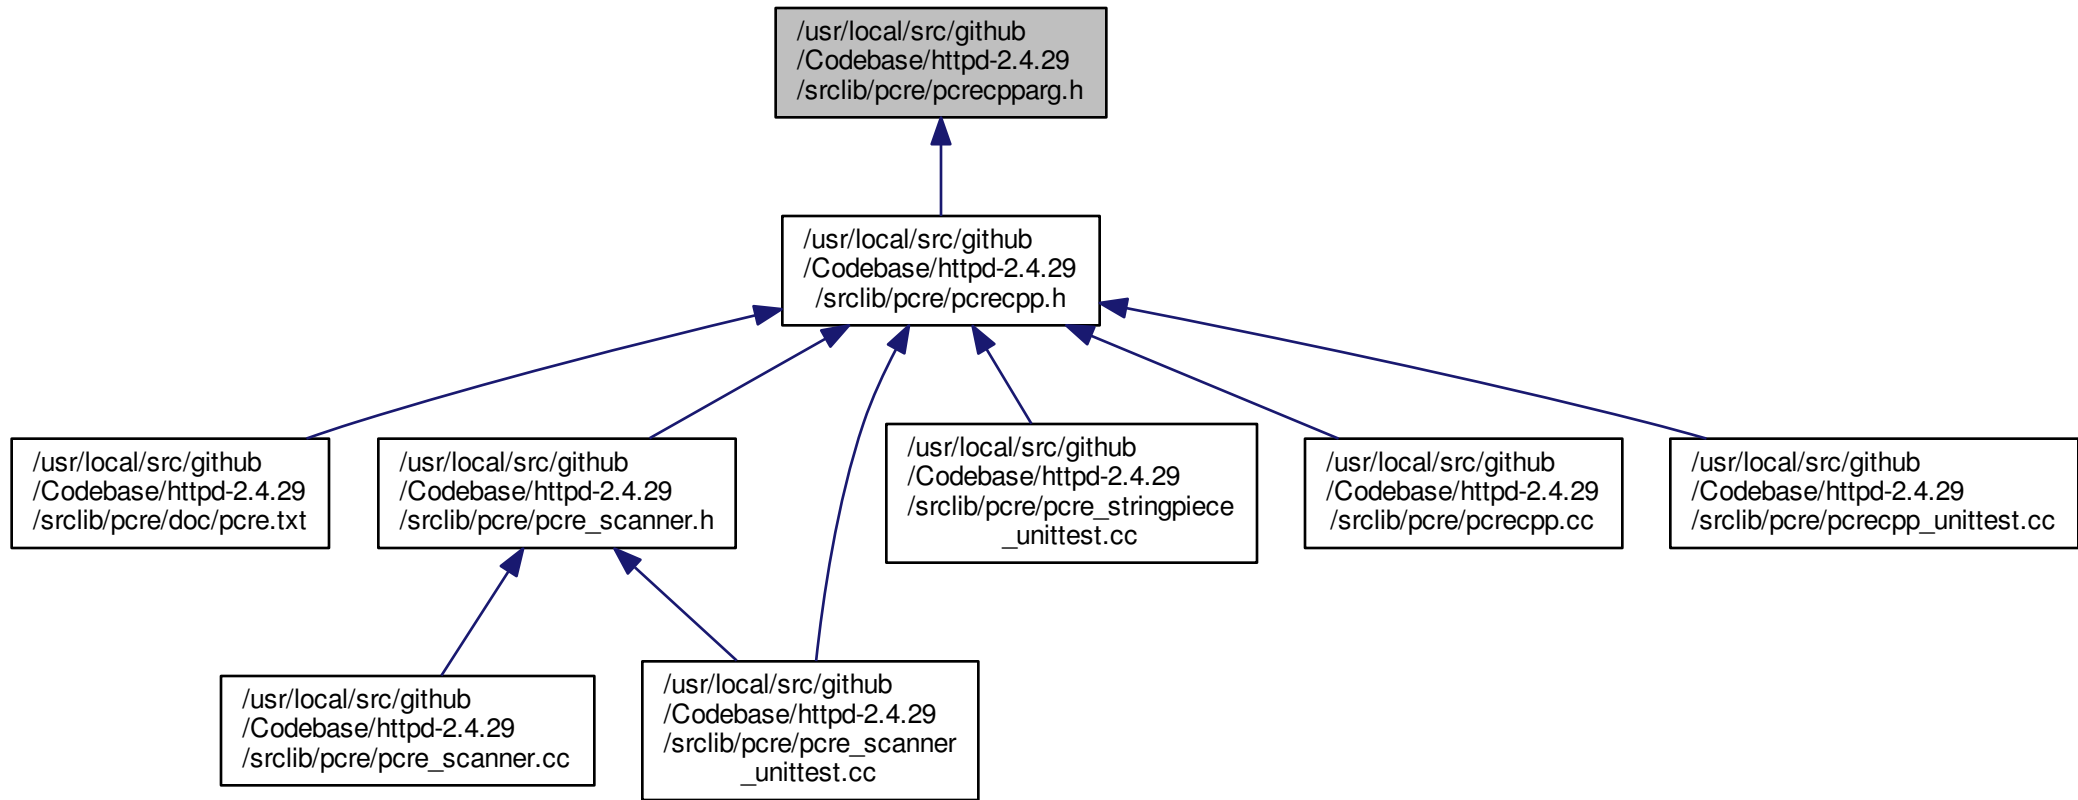 /usr/local/src/github
/Codebase/httpd-2.4.29
/srclib/pcre/pcrecpparg.h
/usr/local/src/github
/Codebase/httpd-2.4.29
/srclib/pcre/pcrecpp.h
/usr/local/src/github
/Codebase/httpd-2.4.29
/srclib/pcre/doc/pcre.txt
/usr/local/src/github
/Codebase/httpd-2.4.29
/srclib/pcre/pcre_scanner.h
/usr/local/src/github
/Codebase/httpd-2.4.29
/srclib/pcre/pcre_stringpiece
_unittest.cc
/usr/local/src/github
/Codebase/httpd-2.4.29
/srclib/pcre/pcrecpp.cc
/usr/local/src/github
/Codebase/httpd-2.4.29
/srclib/pcre/pcrecpp_unittest.cc
/usr/local/src/github
/Codebase/httpd-2.4.29
/srclib/pcre/pcre_scanner.cc
/usr/local/src/github
/Codebase/httpd-2.4.29
/srclib/pcre/pcre_scanner
_unittest.cc